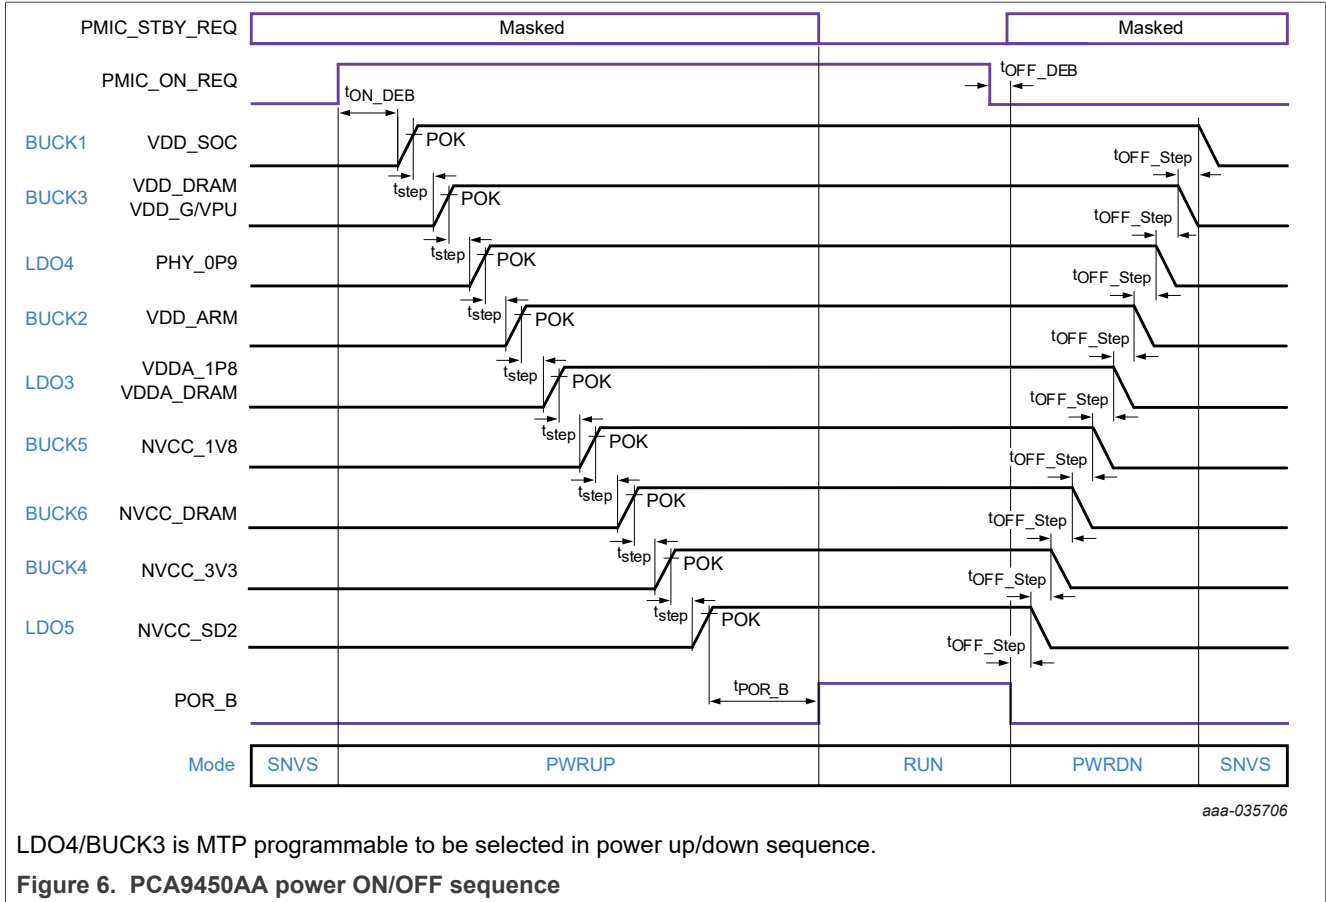 PMIC_STBY_REQ Masked Masked
PMIC_ON_REQ tOFF_DEB
tON_DEB
BUCK1 VDD_SOC POK tOFF_Step
tstep
BUCK3 VDD_DRAM
VDD_G/VPU POK tOFF_Step
tstep
LDO4 PHY_0P9 POK tOFF_Step
tstep
BUCK2 VDD_ARM POK tOFF_Step
tstep
LDO3 VDDA_1P8
VDDA_DRAM POK tOFF_Step
tstep
BUCK5 NVCC_1V8 POK tOFF_Step
tstep
BUCK6 NVCC_DRAM POK tOFF_Step
tstep
BUCK4 NVCC_3V3 POK tOFF_Step
tstep
LDO5 NVCC_SD2 POK tOFF_Step
POR_B tPOR_B
Mode SNVS PWRUP RUN PWRDN SNVS
aaa-035706
LDO4/BUCK3 is MTP programmable to be selected in power up/down sequence.
Figure 6. PCA9450AA power ON/OFF sequence